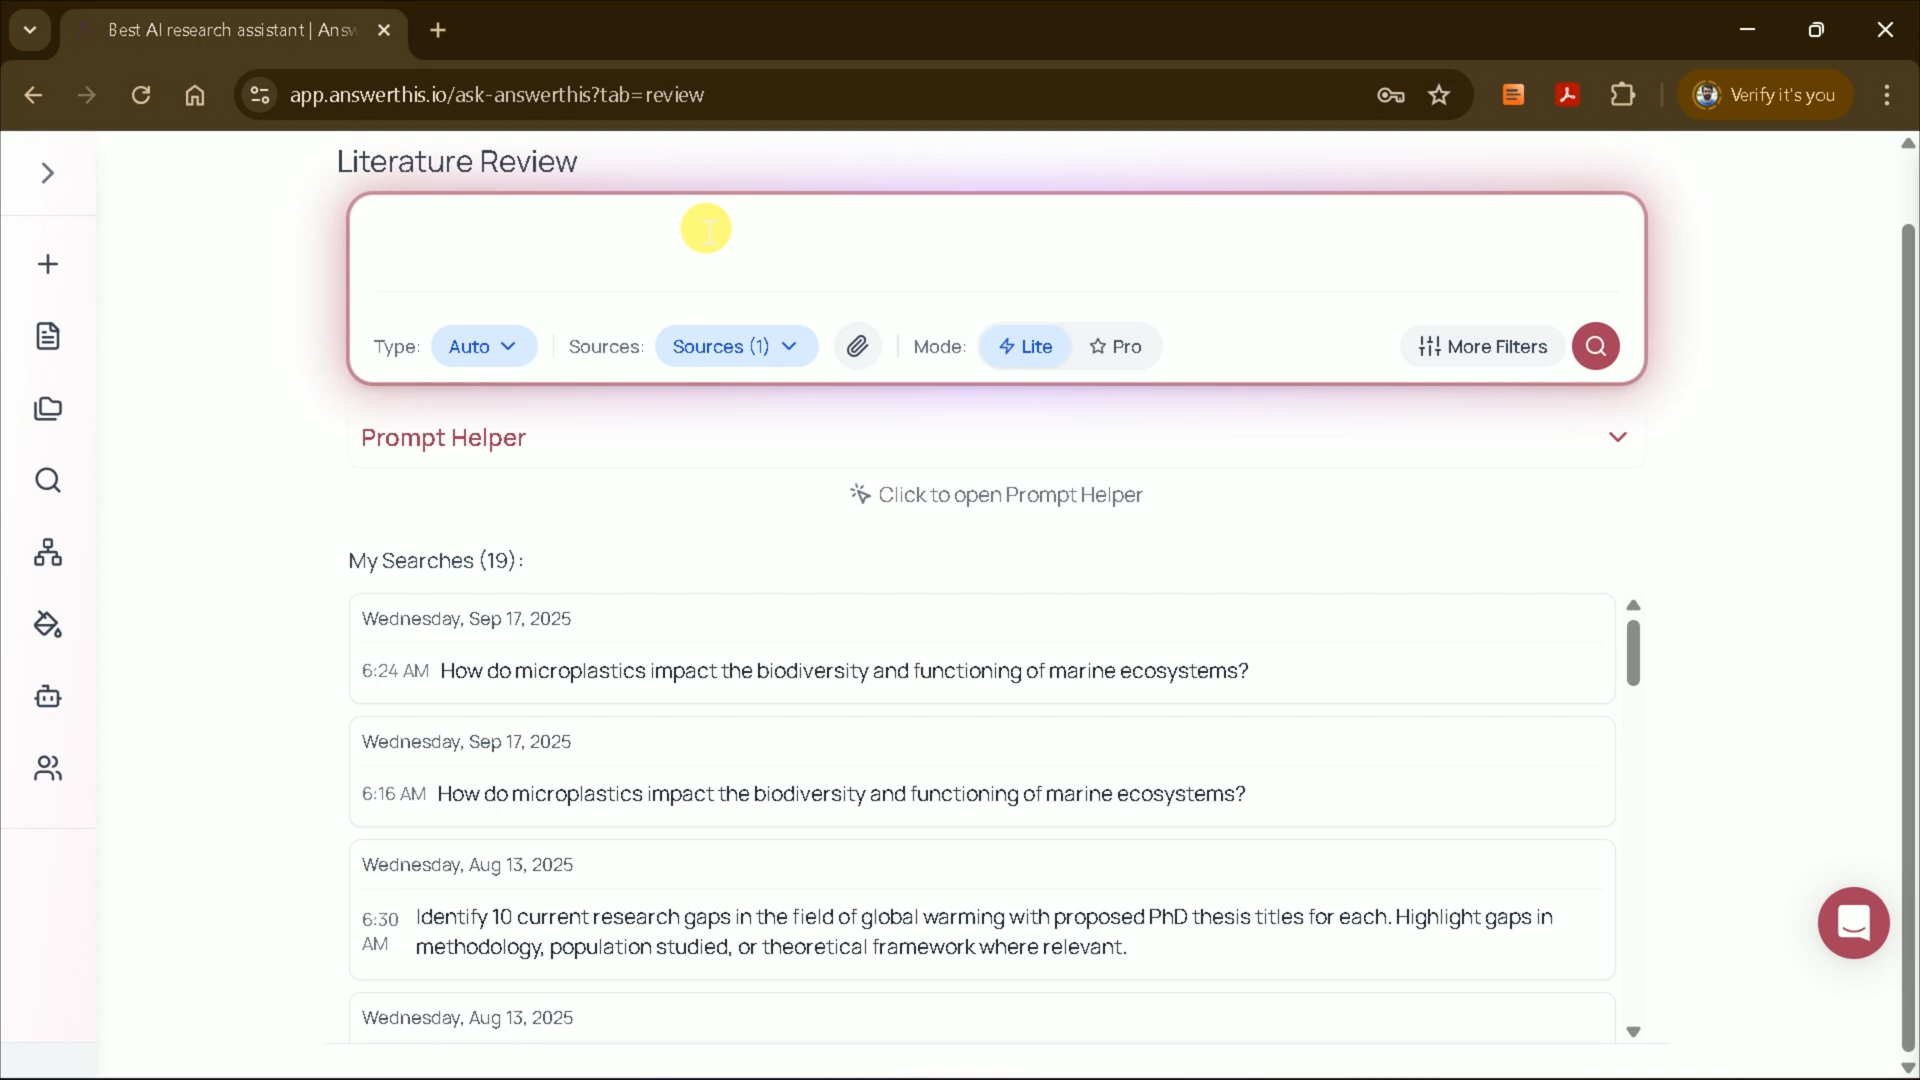 Best AI research assistant | Answ
app.answerthis.io/ask-answerthis?tab=review
Verify it's you
Literature Review
Type: Auto Sources: Sources (1) Mode: Lite Pro More Filters
Prompt Helper
Click to open Prompt Helper
My Searches (19):
Wednesday, Sep 17, 2025
6:24 AM How do microplastics impact the biodiversity and functioning of marine ecosystems?
Wednesday, Sep 17, 2025
6:16 AM How do microplastics impact the biodiversity and functioning of marine ecosystems?
Wednesday, Aug 13, 2025
6:30 AM Identify 10 current research gaps in the field of global warming with proposed PhD thesis titles for each. Highlight gaps in
methodology, population studied, or theoretical framework where relevant.
Wednesday, Aug 13, 2025